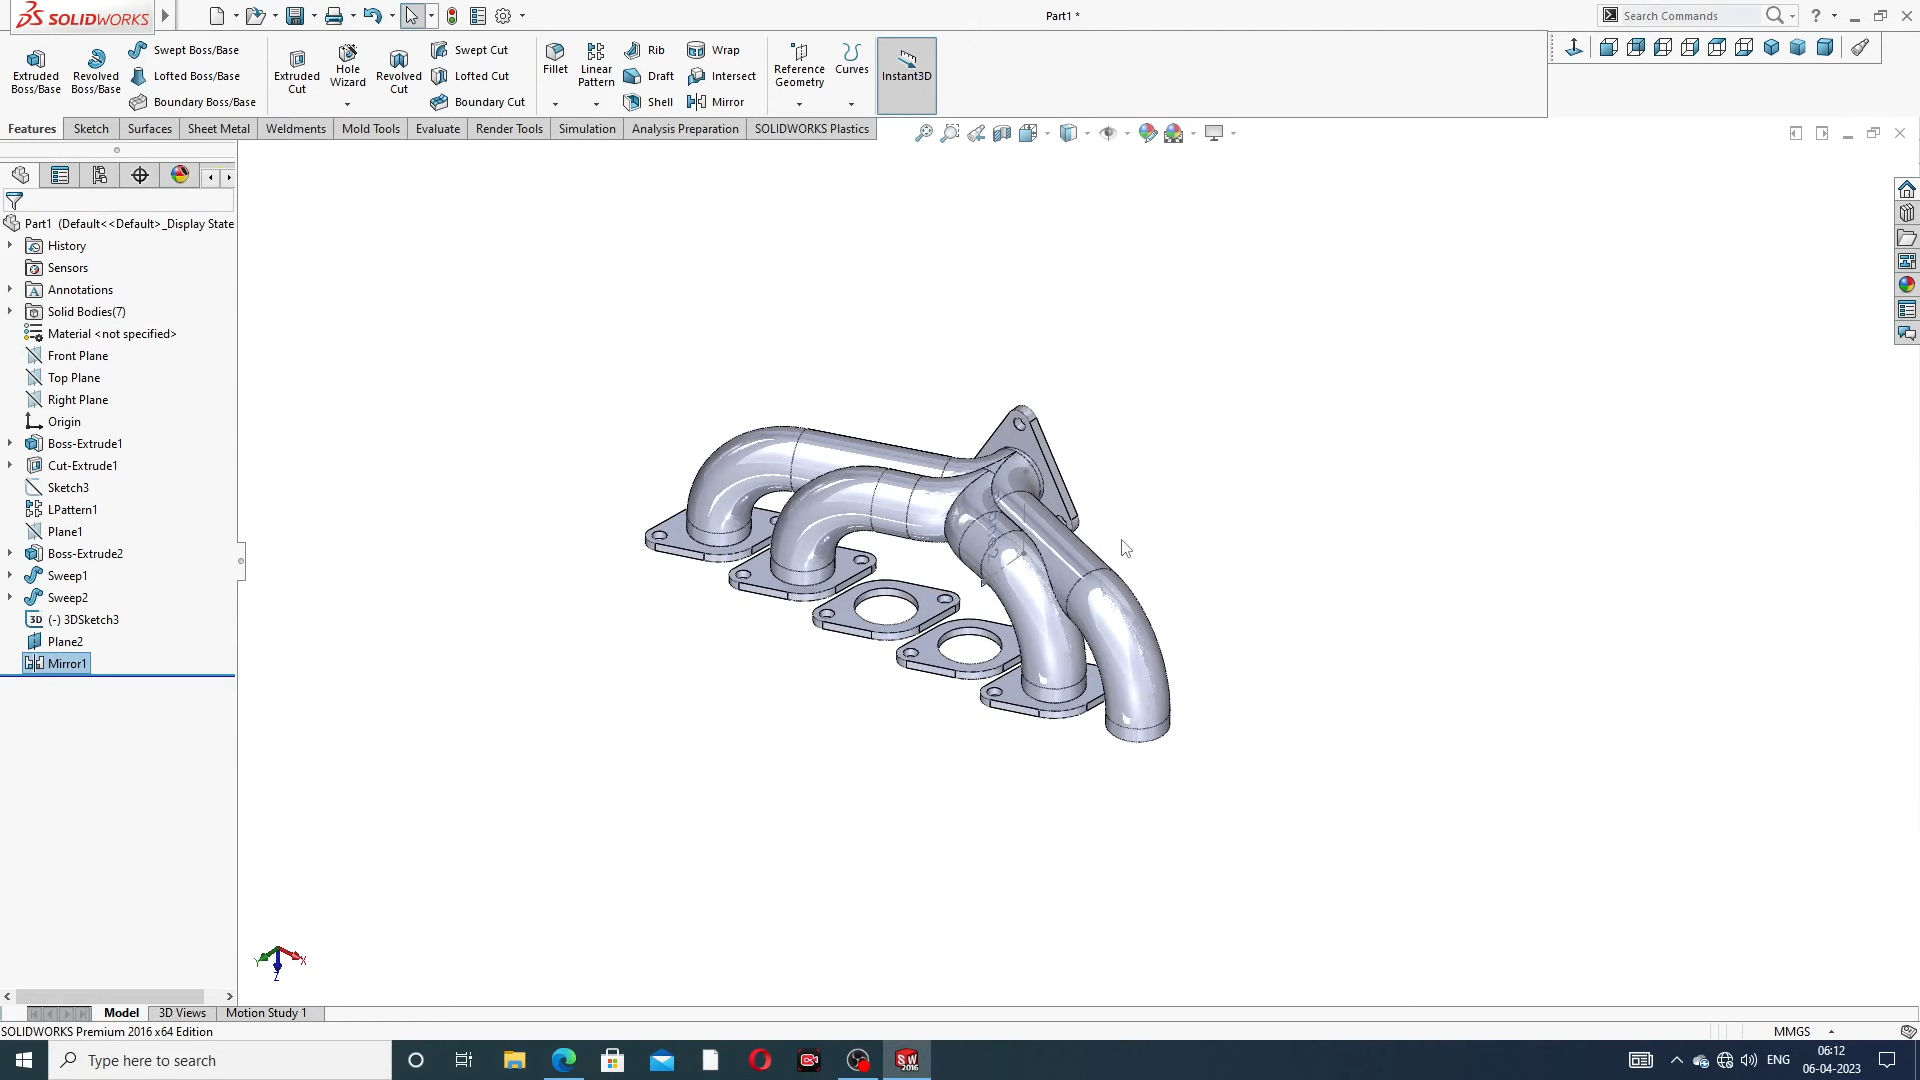 SOLIDWORKS
Part1 *
Search Commands
Extruded Boss/Base
Revolved Boss/Base
Swept Boss/Base
Lofted Boss/Base
Boundary Boss/Base
Extruded Cut
Hole Wizard
Revolved Cut
Swept Cut
Lofted Cut
Boundary Cut
Fillet
Linear Pattern
Rib
Draft
Shell
Wrap
Intersect
Mirror
Reference Geometry
Curves
Instant3D
Features
Sketch
Surfaces
Sheet Metal
Weldments
Mold Tools
Evaluate
Render Tools
Simulation
Analysis Preparation
SOLIDWORKS Plastics
Part1 (Default<<Default>_Display State
History
Sensors
Annotations
Solid Bodies(7)
Material <not specified>
Front Plane
Top Plane
Right Plane
Origin
Boss-Extrude1
Cut-Extrude1
Sketch3
LPattern1
Plane1
Boss-Extrude2
Sweep1
Sweep2
3D (-) 3DSketch3
Plane2
Mirror1
Y X
Z
Model
3D Views
Motion Study 1
SOLIDWORKS Premium 2016 x64 Edition
MMGS
Type here to search
SW
2016
ENG
06:12
06-04-2023